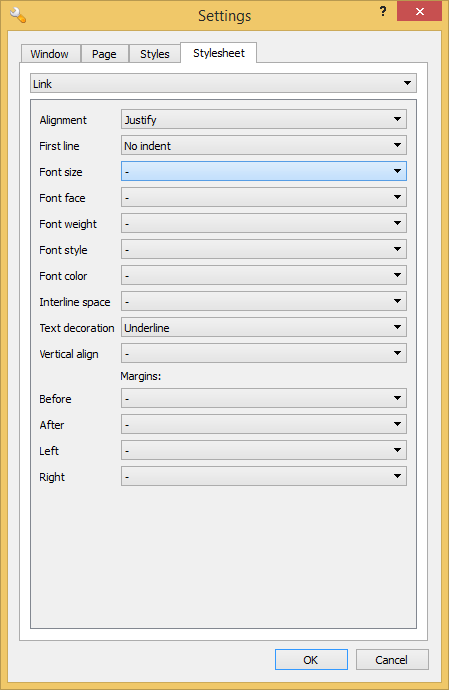 Settings
?
Window Page Styles Stylesheet
Link
Alignment Justify
First line No indent
Font size -
Font face -
Font weight -
Font style -
Font color -
Interline space -
Text decoration Underline
Vertical align -
Margins:
Before -
After -
Left -
Right -
OK Cancel